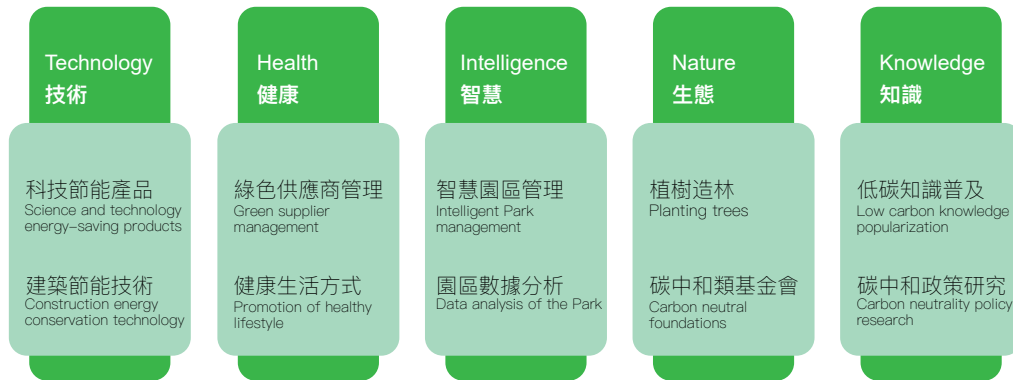 Technology
技術
科技節能產品
Science and technology
energy-saving products
建築節能技術
Construction energy
conservation technology
Health
健康
綠色供應商管理
Green supplier
management
健康生活方式
Promotion of healthy
lifestyle
Intelligence
智慧
智慧園區管理
Intelligent Park
management
園區數據分析
Data analysis of the Park
Nature
生態
植樹造林
Planting trees
碳中和類基金會
Carbon neutral
foundations
Knowledge
知識
低碳知識普及
Low carbon knowledge
popularization
碳中和政策研究
Carbon neutrality policy
research